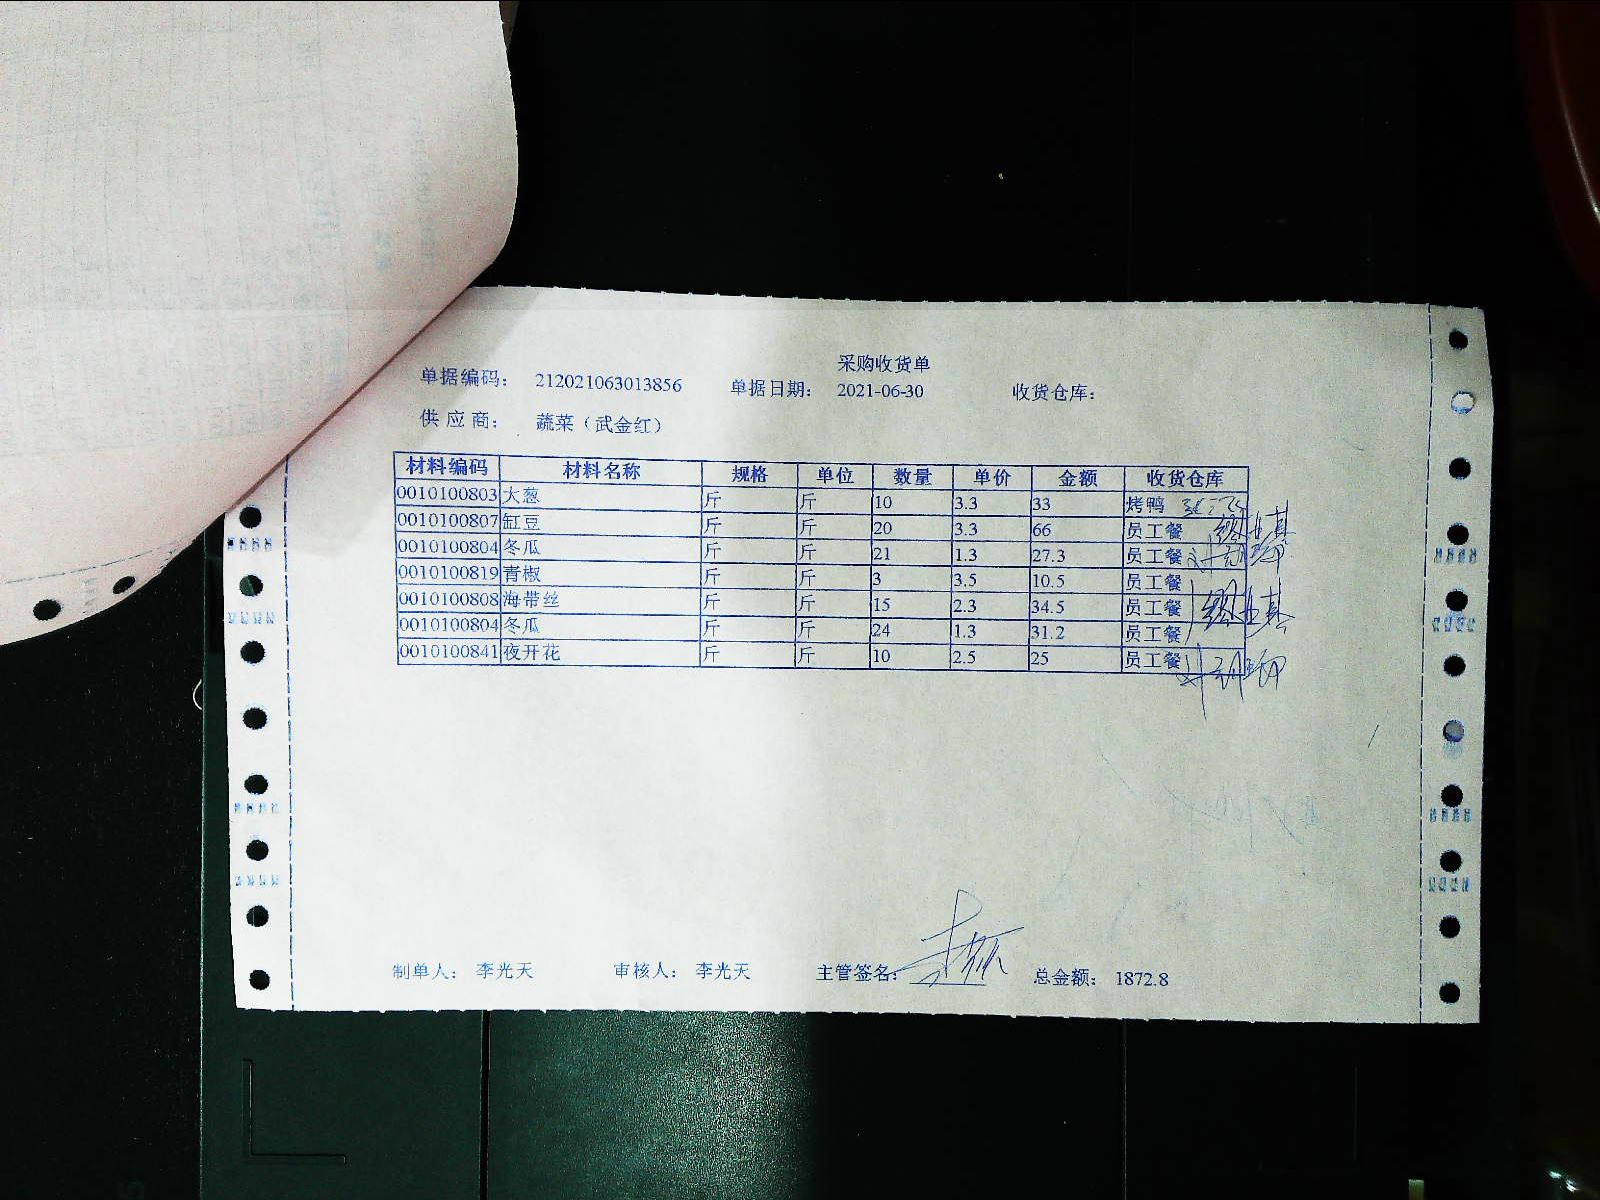 采购收货单
单据编码： 212021063013856 单据日期： 2021-06-30 收货仓库：
供 应 商： 蔬菜（武金红）
材料编码 材料名称 规格 单位 数量 单价 金额 收货仓库
0010100803 大葱 斤 斤 10 3.3 33 烤鸭
0010100807 缸豆 斤 斤 20 3.3 66 员工餐
0010100804 冬瓜 斤 斤 21 1.3 27.3 员工餐
0010100819 青椒 斤 斤 3 3.5 10.5 员工餐
0010100808 海带丝 斤 斤 15 2.3 34.5 员工餐
0010100804 冬瓜 斤 斤 24 1.3 31.2 员工餐
0010100841 夜开花 斤 斤 10 2.5 25 员工餐
制单人： 李光天 审核人： 李光天 主管签名： 总金额： 1872.8